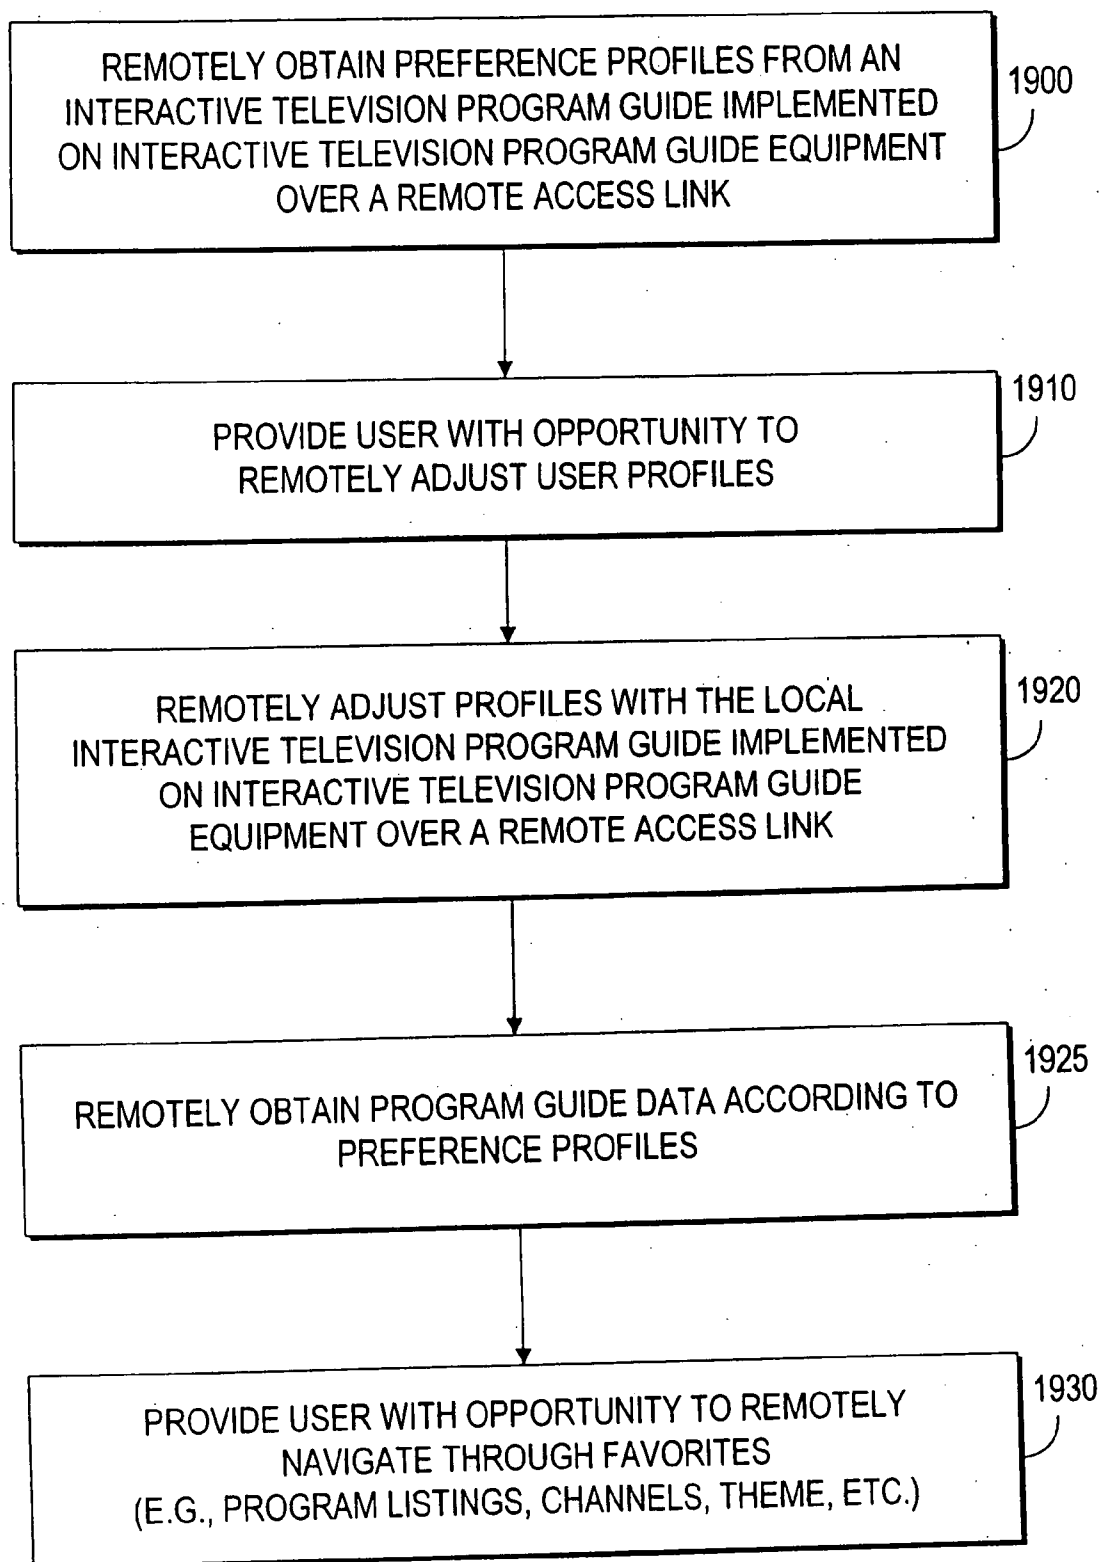 REMOTELY OBTAIN PREFERENCE PROFILES FROM AN
INTERACTIVE TELEVISION PROGRAM GUIDE IMPLEMENTED
ON INTERACTIVE TELEVISION PROGRAM GUIDE EQUIPMENT
OVER A REMOTE ACCESS LINK
1900
PROVIDE USER WITH OPPORTUNITY TO
REMOTELY ADJUST USER PROFILES
1910
REMOTELY ADJUST PROFILES WITH THE LOCAL
INTERACTIVE TELEVISION PROGRAM GUIDE IMPLEMENTED
ON INTERACTIVE TELEVISION PROGRAM GUIDE
EQUIPMENT OVER A REMOTE ACCESS LINK
1920
REMOTELY OBTAIN PROGRAM GUIDE DATA ACCORDING TO
PREFERENCE PROFILES
1925
PROVIDE USER WITH OPPORTUNITY TO REMOTELY
NAVIGATE THROUGH FAVORITES
(E.G., PROGRAM LISTINGS, CHANNELS, THEME, ETC.)
1930